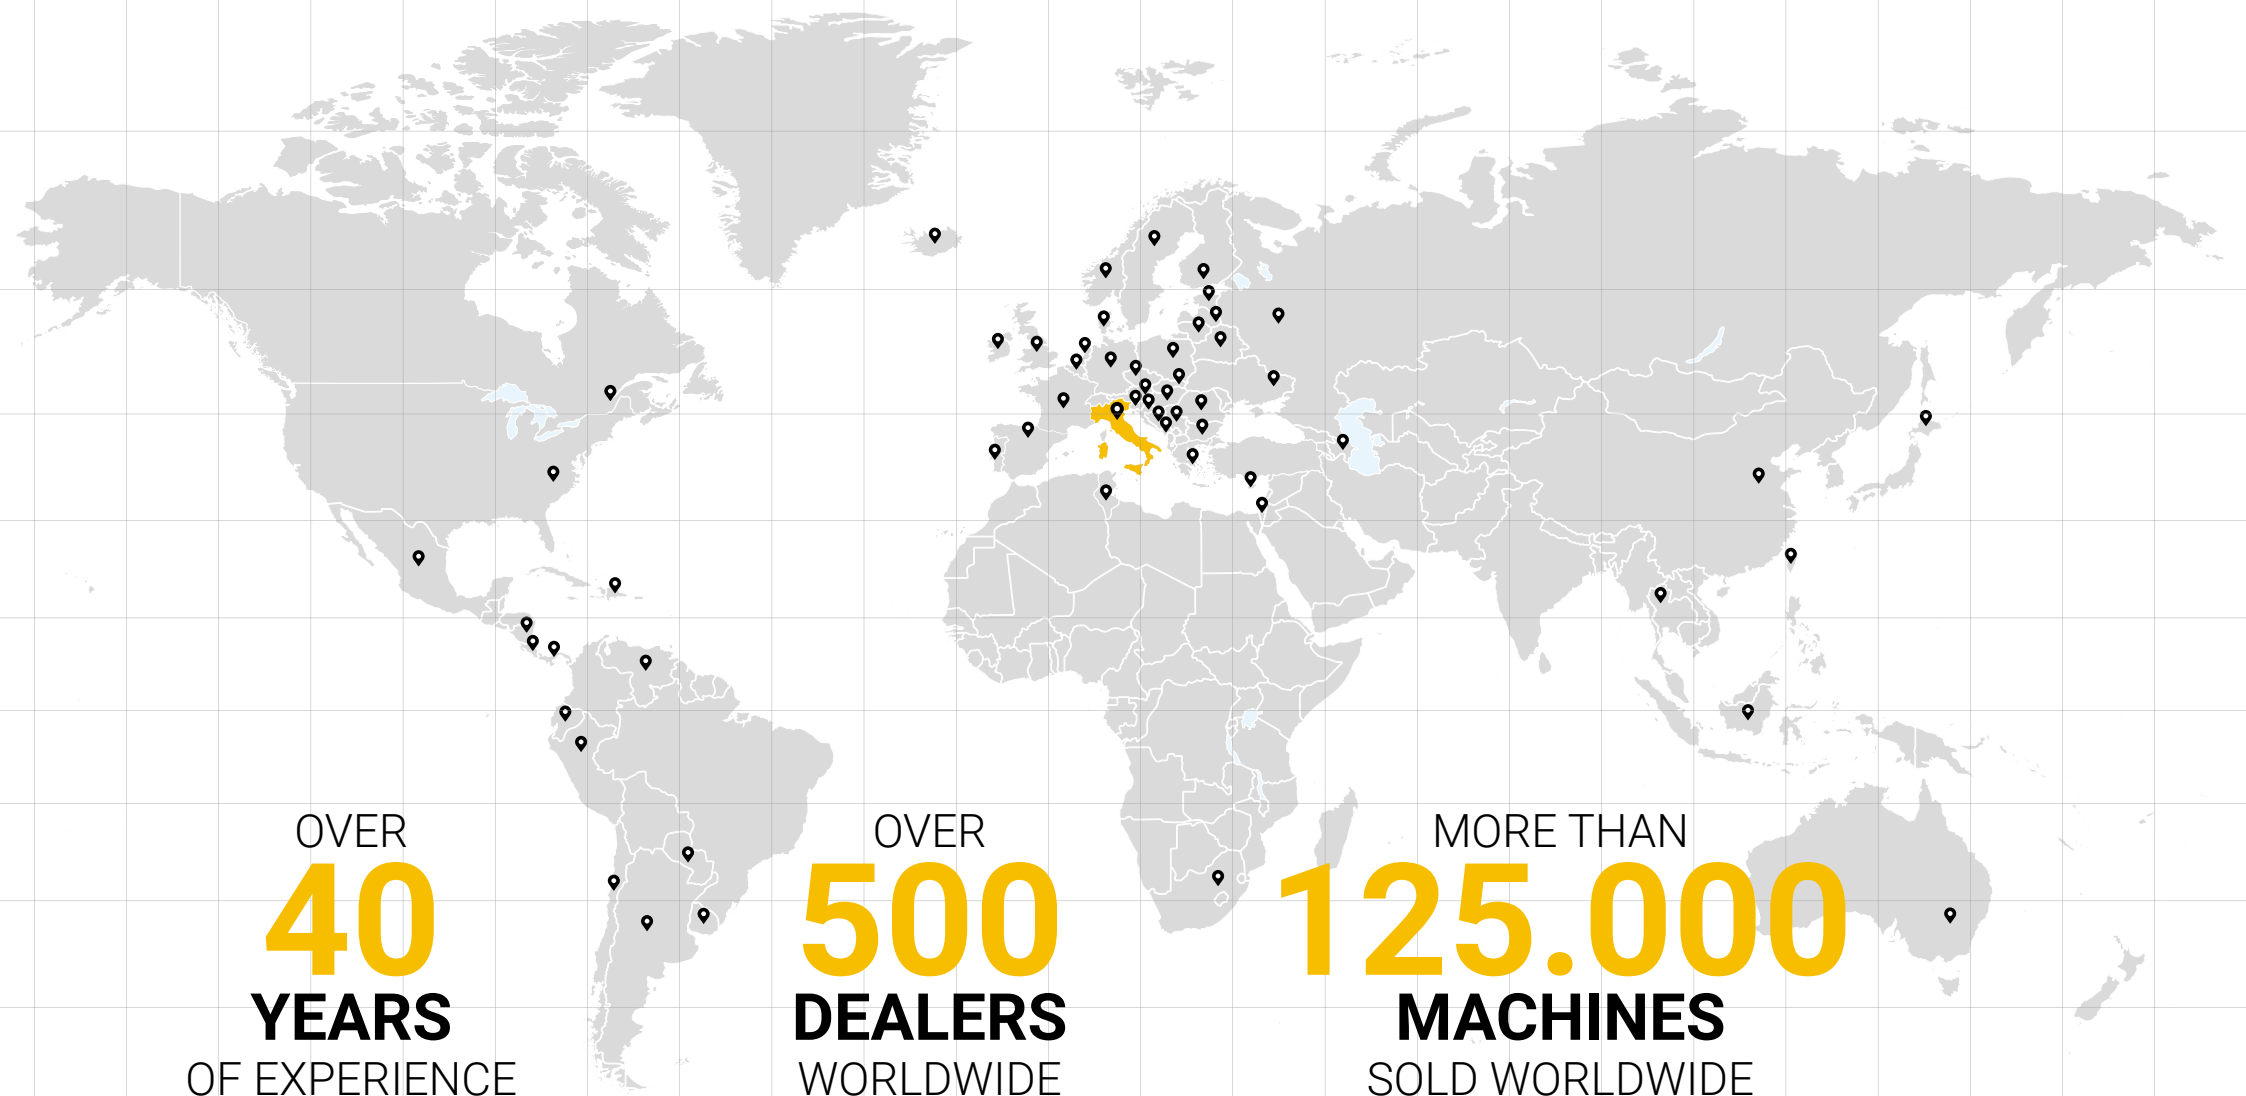 OVER
40
YEARS
OF EXPERIENCE
OVER
500
DEALERS
WORLDWIDE
MORE THAN
125.000
MACHINES
SOLD WORLDWIDE